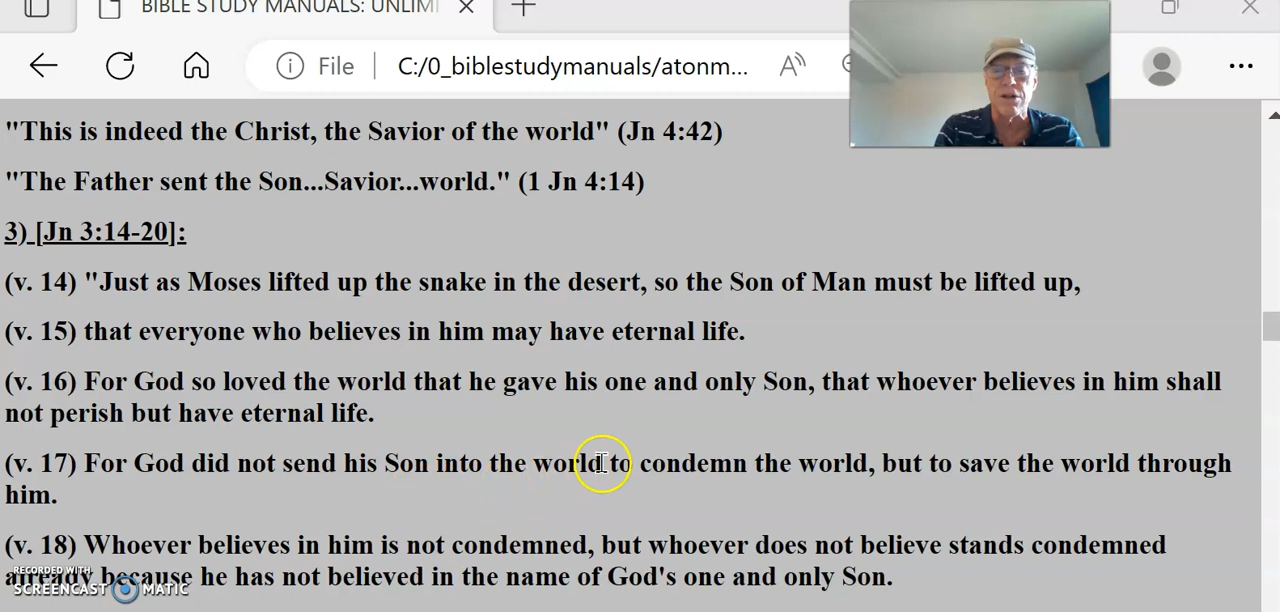 BIBLE STUDY MANUALS: UNLIMI
File
C:/0_biblestudymanuals/atonm...
"This is indeed the Christ, the Savior of the world" (Jn 4:42)
"The Father sent the Son...Savior...world." (1 Jn 4:14)
3) [Jn 3:14-20]:
(v. 14) "Just as Moses lifted up the snake in the desert, so the Son of Man must be lifted up,
(v. 15) that everyone who believes in him may have eternal life.
(v. 16) For God so loved the world that he gave his one and only Son, that whoever believes in him shall
not perish but have eternal life.
(v. 17) For God did not send his Son into the world to condemn the world, but to save the world through
him.
(v. 18) Whoever believes in him is not condemned, but whoever does not believe stands condemned
already because he has not believed in the name of God's one and only Son.
RECORDED WITH
SCREENCAST MATIC